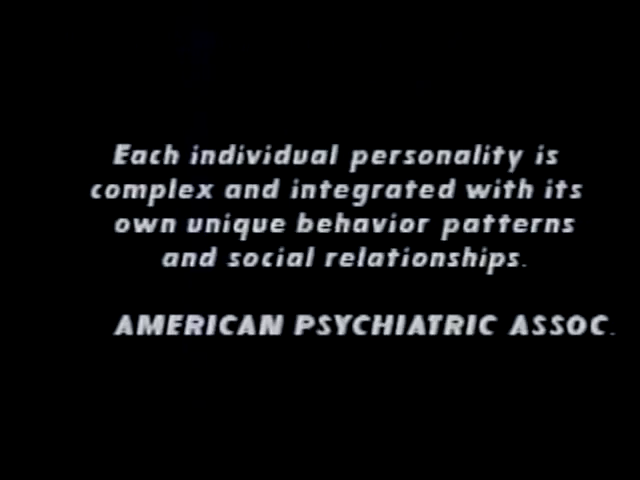 Each individual personality is
complex and integrated with its
own unique behavior patterns
and social relationships.
AMERICAN PSYCHIATRIC ASSOC.